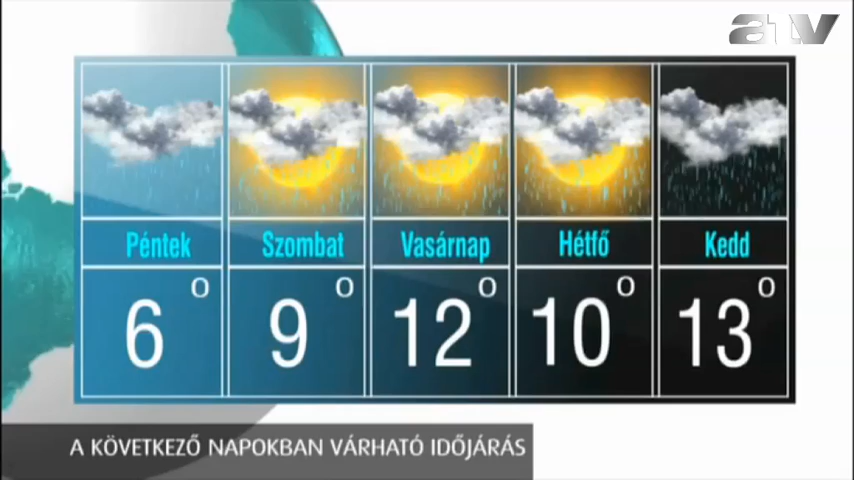 atv
Péntek Szombat Vasárnap Hétfő Kedd
6° 9° 12° 10° 13°
A KÖVETKEZŐ NAPOKBAN VÁRHATÓ IDŐJÁRÁS